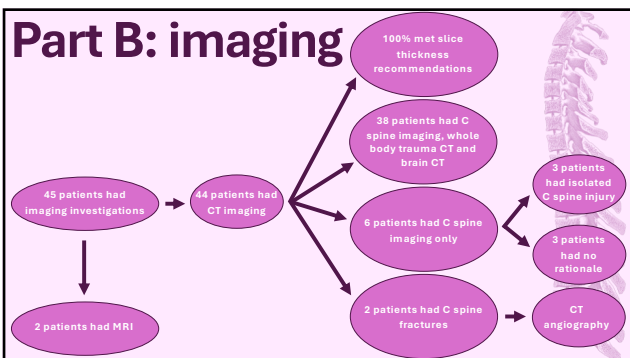 Part B: imaging
100% met slice
thickness
recommendations
38 patients had C
spine imaging, whole
body trauma CT and
brain CT
45 patients had
imaging investigations
44 patients had
CT imaging
6 patients had C spine
imaging only
3 patients
had isolated
C spine injury
3 patients
had no
rationale
2 patients had MRI
2 patients had C spine
fractures
CT
angiography